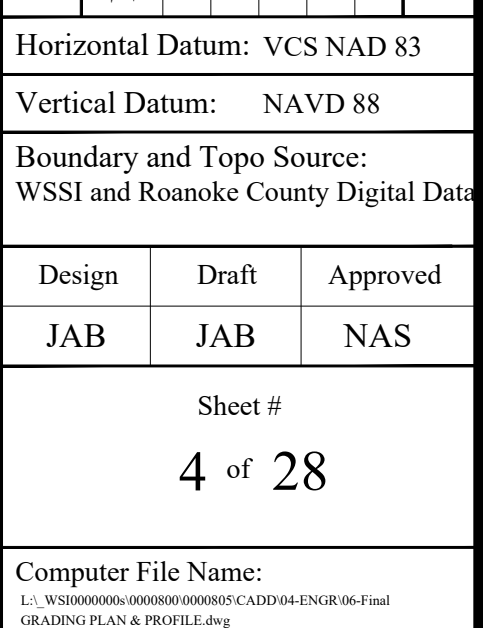 Horizontal Datum: VCS NAD 83
Vertical Datum: NAVD 88
Boundary and Topo Source:
WSSI and Roanoke County Digital Data
Design Draft Approved
JAB JAB NAS
Sheet #
4 of 28
Computer File Name:
L:\_WSI0000000s\0000800\0000805\CADD\04-ENGR\06-Final
GRADING PLAN & PROFILE.dwg